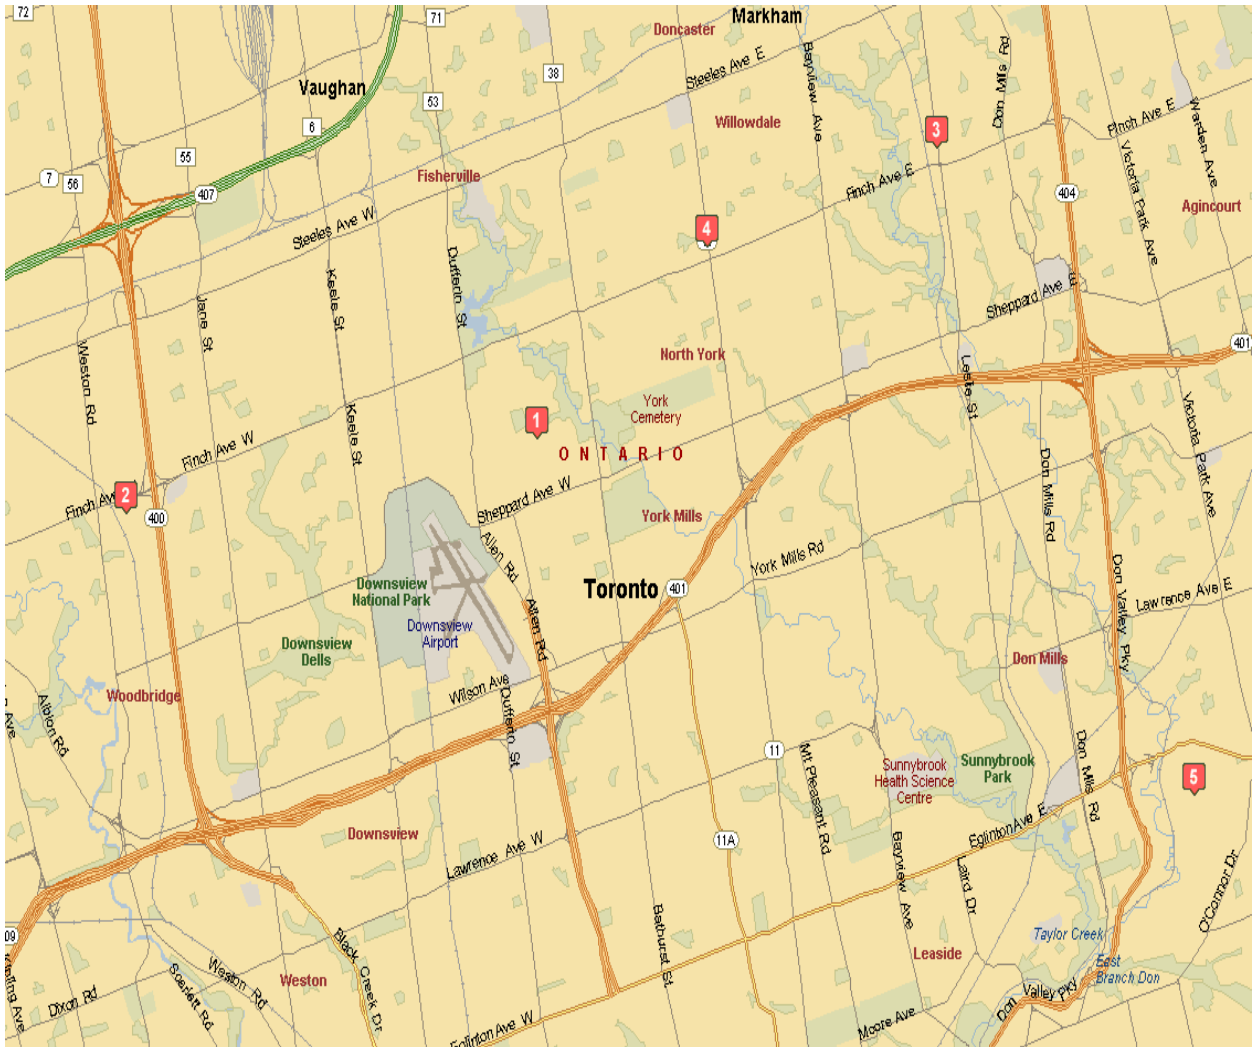 72
71
Doncaster
Markham
38
Steeles Ave E
Bayview Ave
Don Mills Rd
Vaughan
53
6
Willowdale
3
Finch Ave E
Warden Ave
Victoria Park Ave
55
7
56
407
Fisherville
Finch Ave E
404
Agincourt
Steeles Ave W
4
Dufferin St
Keele St
Jane St
Sheppard Ave E
Weston Rd
North York
401
Leslie St
Keele St
York
Cemetery
Victoria Park Ave
1
ONTARIO
Finch Ave W
Don Mills Rd
2
Finch Ave
400
Sheppard Ave W
York Mills
Allen Rd
York Mills Rd
Downsview
National Park
Toronto
401
Don Valley Pky
Lawrence Ave E
Allen Rd
Downsview
Airport
Downsview
Dells
Don Mills
Woodbridge
Wilson Ave
Dufferin St
Albion Rd
Ave
11
Mt Pleasant Rd
Sunnybrook
Health Science
Centre
Sunnybrook
Park
Don Mills Rd
5
Downsview
11A
Eglinton Ave E
Lawrence Ave W
Bayview Ave
Laird Dr
O'Connor Dr
Bathurst St
09
Black Creek Dr
Taylor Creek
Leaside
East
Branch Don
Weston Rd
Weston
Scarlett Rd
Dixon Rd
Kipling Ave
Don Valley Pky
Moore Ave
Eglinton Ave W